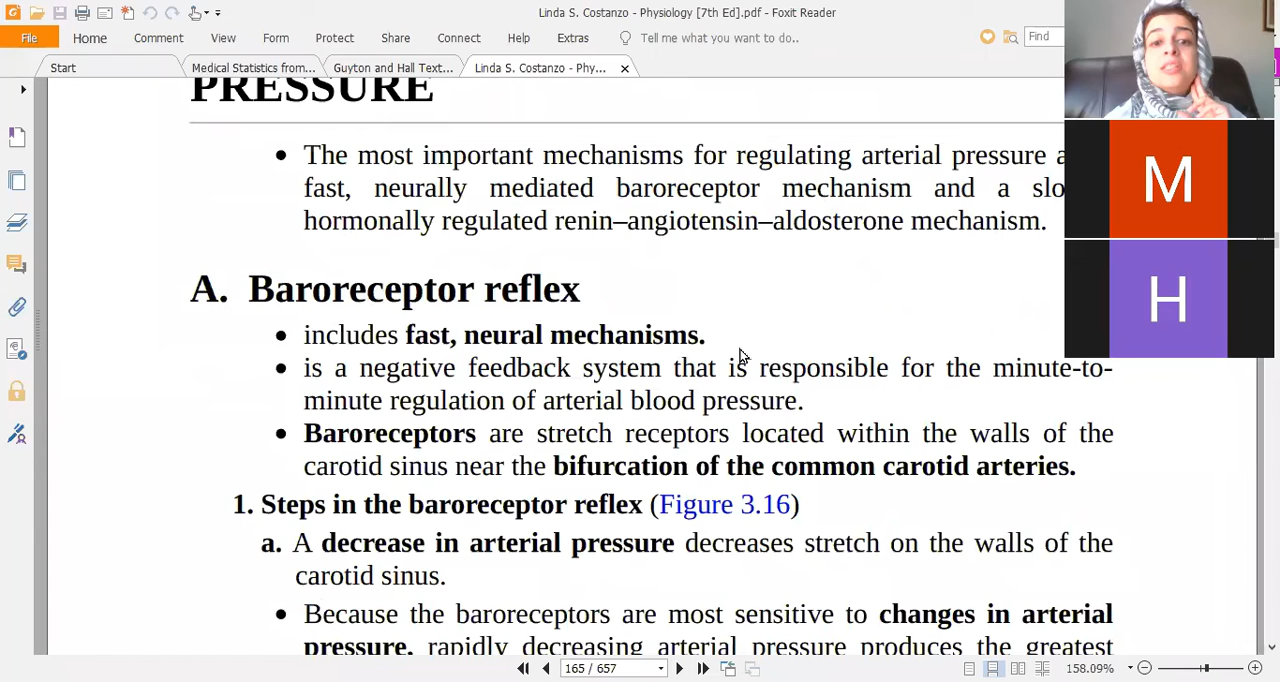 Linda S. Costanzo - Physiology [7th Ed].pdf - Foxit Reader
File Home Comment View Form Protect Share Connect Help Extras Tell me what you want to do.. Find
Start Medical Statistics from... Guyton and Hall Text... Linda S. Costanzo - Phy...
PRESSURE
• The most important mechanisms for regulating arterial pressure a
fast, neurally mediated baroreceptor mechanism and a slo
hormonally regulated renin–angiotensin–aldosterone mechanism.
A. Baroreceptor reflex
• includes fast, neural mechanisms.
• is a negative feedback system that is responsible for the minute-to-
minute regulation of arterial blood pressure.
• Baroreceptors are stretch receptors located within the walls of the
carotid sinus near the bifurcation of the common carotid arteries.
1. Steps in the baroreceptor reflex (Figure 3.16)
a. A decrease in arterial pressure decreases stretch on the walls of the
carotid sinus.
• Because the baroreceptors are most sensitive to changes in arterial
pressure, rapidly decreasing arterial pressure produces the greatest
M
H
165 / 657
158.09%